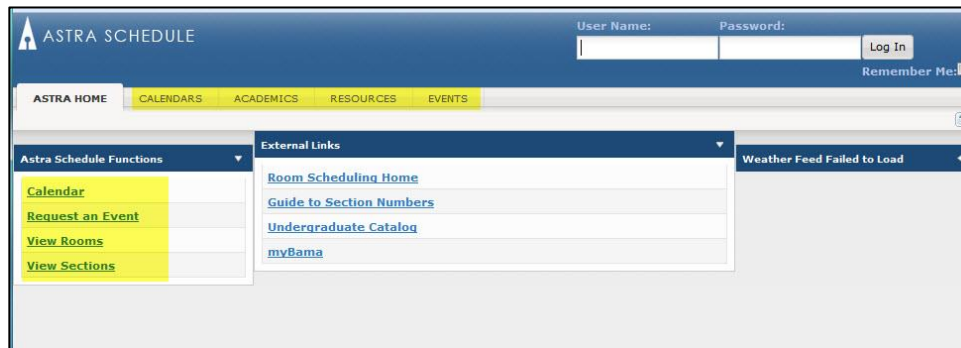 ASTRA SCHEDULE
User Name:
Password:
Log In
Remember Me:
ASTRA HOME CALENDARS ACADEMICS RESOURCES EVENTS
Astra Schedule Functions
Calendar
Request an Event
View Rooms
View Sections
External Links
Room Scheduling Home
Guide to Section Numbers
Undergraduate Catalog
myBama
Weather Feed Failed to Load